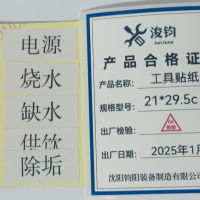 电源
烧水
缺水
供饮
除垢
浚钧
JunJune
产品合格证
产品名称: 工具贴纸
规格型号: 21*29.5c
出厂检验:
出厂日期: 2025年1月
沈阳钧阳装备制造有限公司